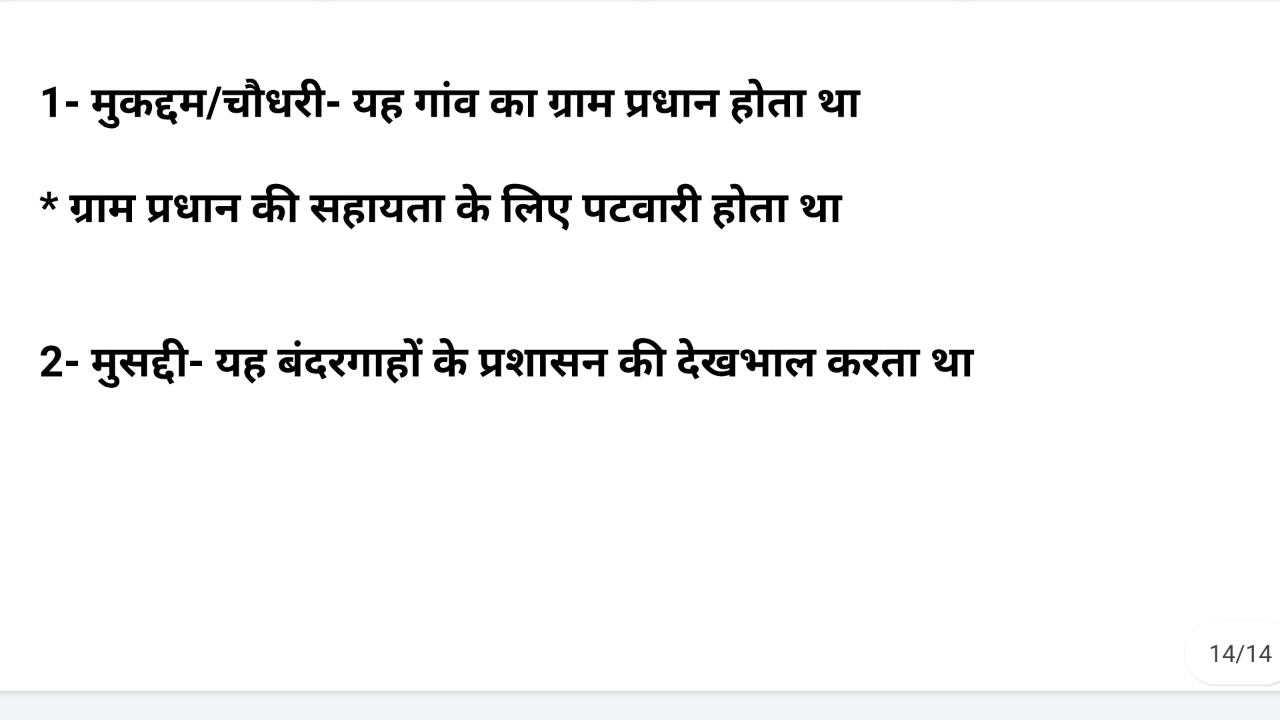 1- मुकद्दम/चौधरी- यह गांव का ग्राम प्रधान होता था
* ग्राम प्रधान की सहायता के लिए पटवारी होता था
2- मुसद्दी- यह बंदरगाहों के प्रशासन की देखभाल करता था
14/14